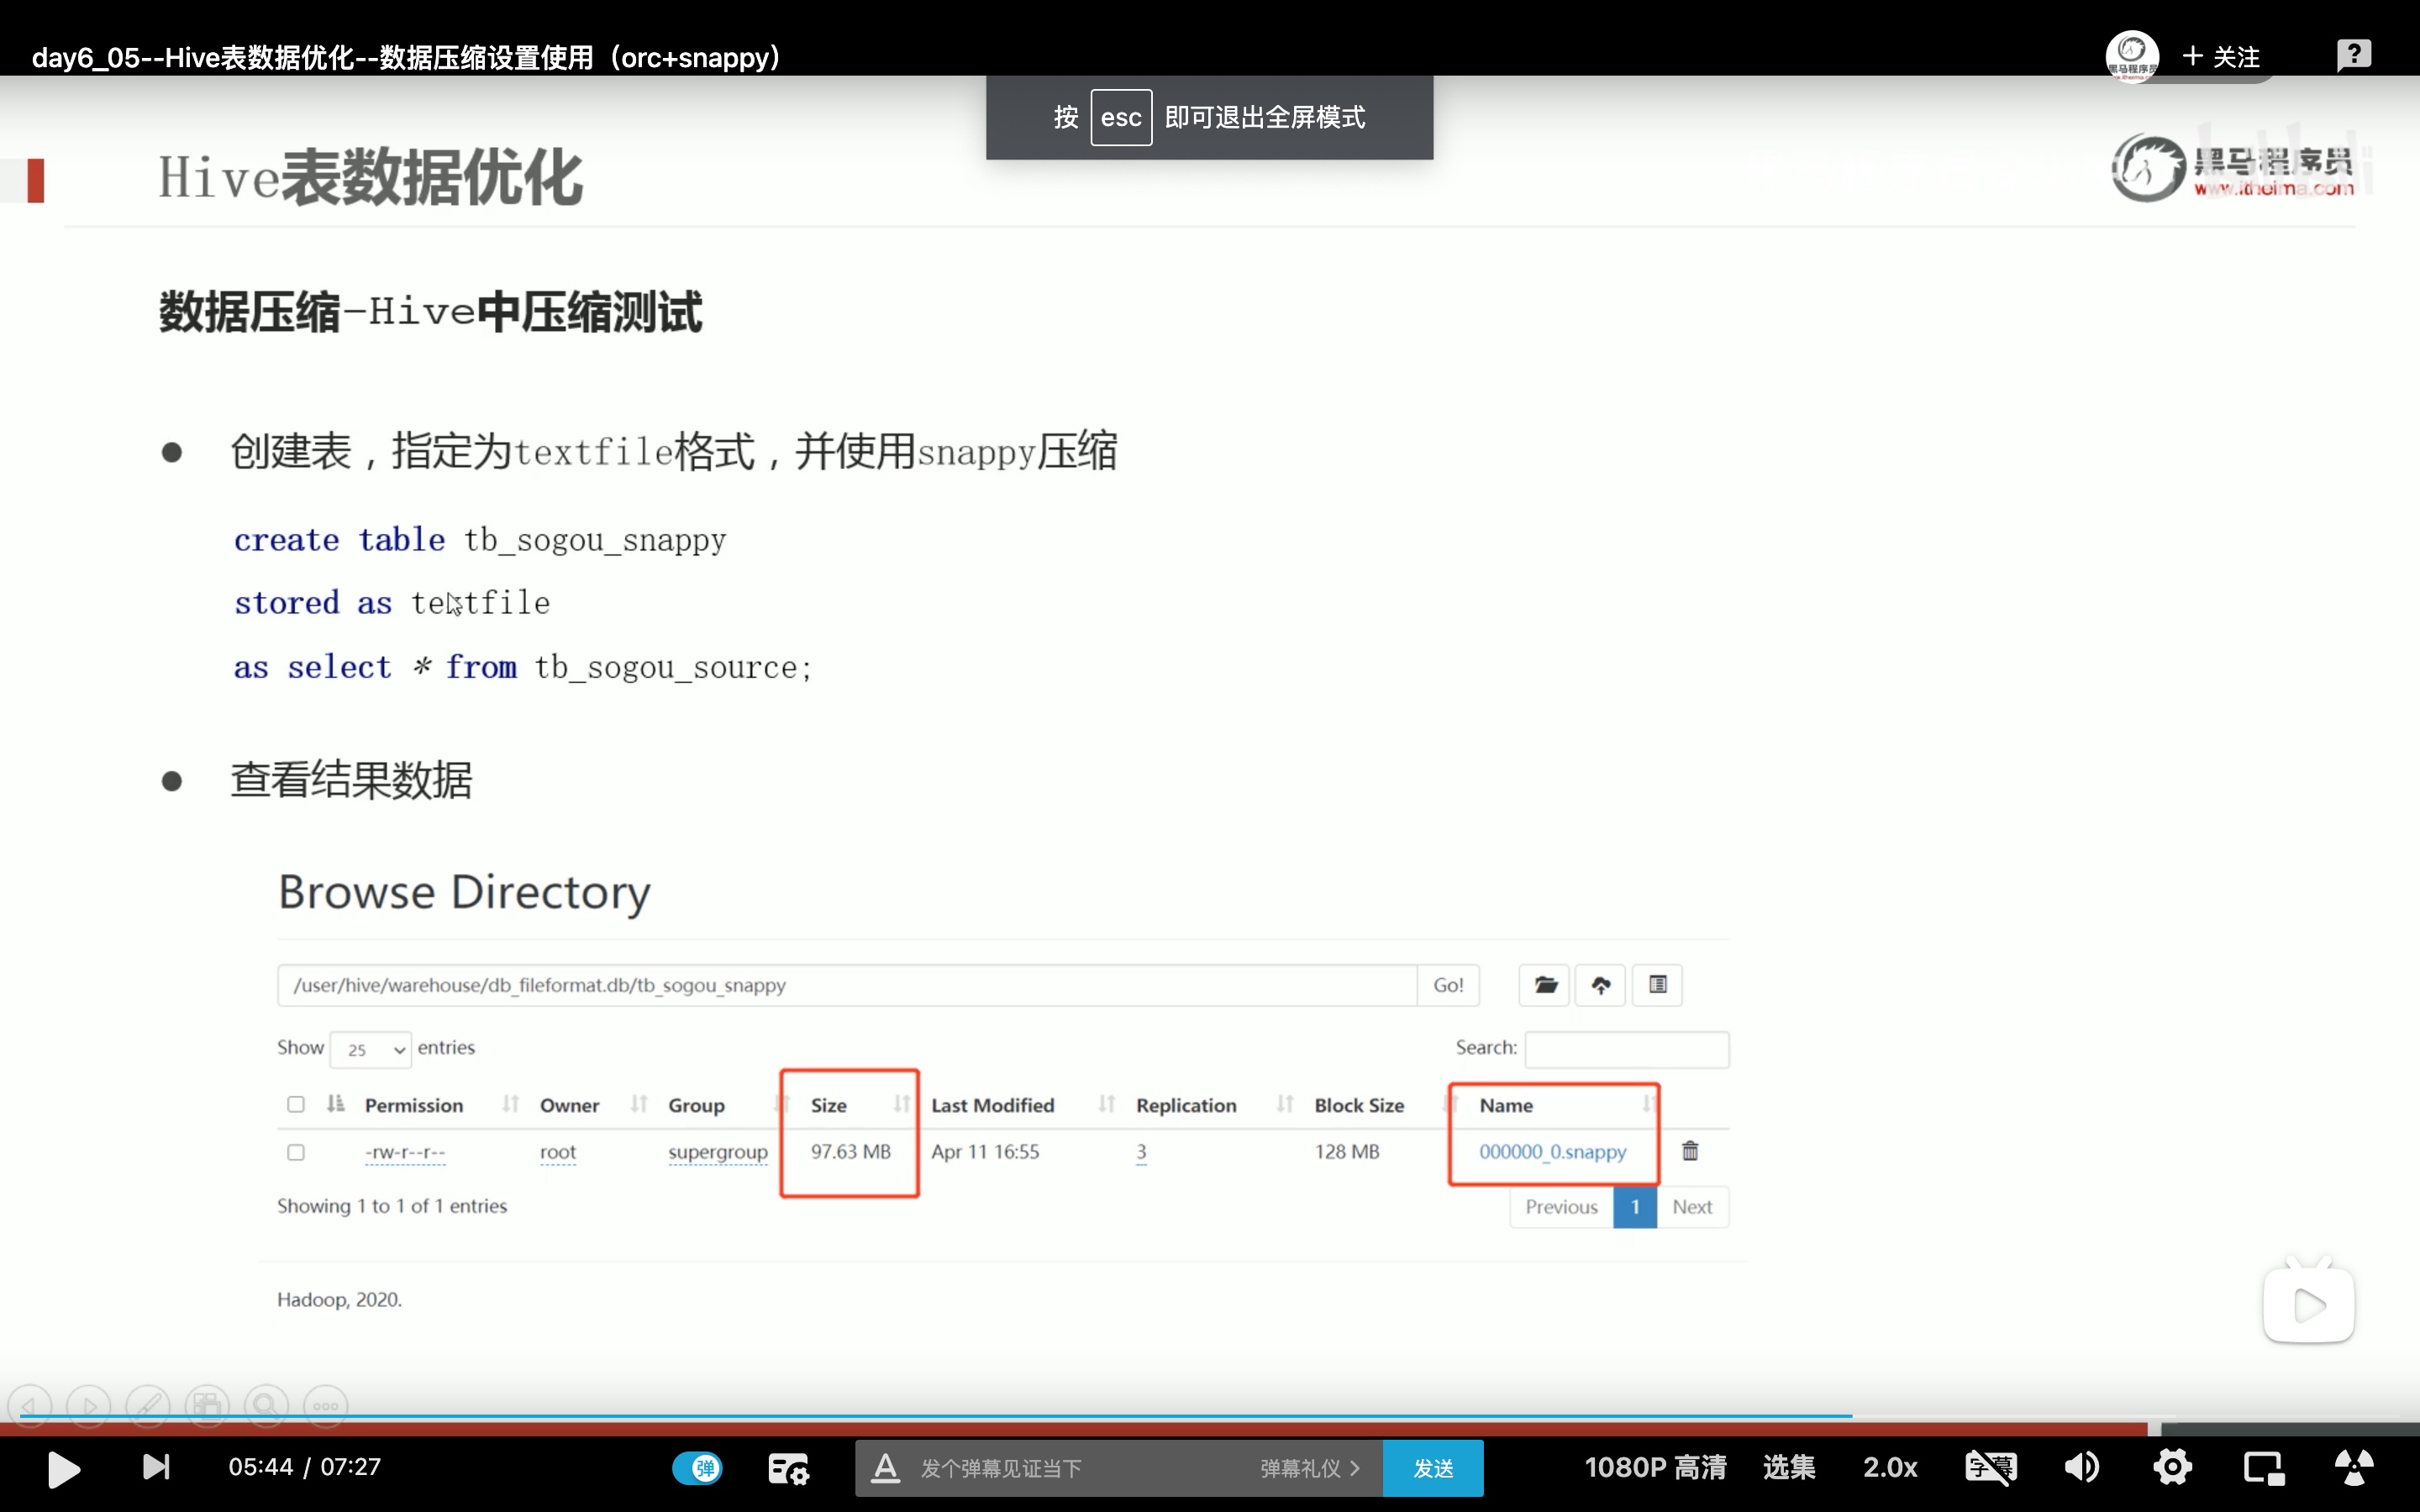 day6_05--Hive表数据优化--数据压缩设置使用（orc+snappy）
黑马程序员
+ 关注
?
按 esc 即可退出全屏模式
Hive表数据优化
黑马程序员
www.itheima.com
数据压缩-Hive中压缩测试
● 创建表，指定为textfile格式，并使用snappy压缩
create table tb_sogou_snappy
stored as textfile
as select * from tb_sogou_source;
● 查看结果数据
Browse Directory
/user/hive/warehouse/db_fileformat.db/tb_sogou_snappy Go!
Show 25 entries Search:
Permission Owner Group Size Last Modified Replication Block Size Name
-rw-r--r-- root supergroup 97.63 MB Apr 11 16:55 3 128 MB 000000_0.snappy
Showing 1 to 1 of 1 entries Previous 1 Next
Hadoop, 2020.
05:44 / 07:27 弹 A 发个弹幕见证当下 弹幕礼仪 > 发送 1080P 高清 选集 2.0x 字幕